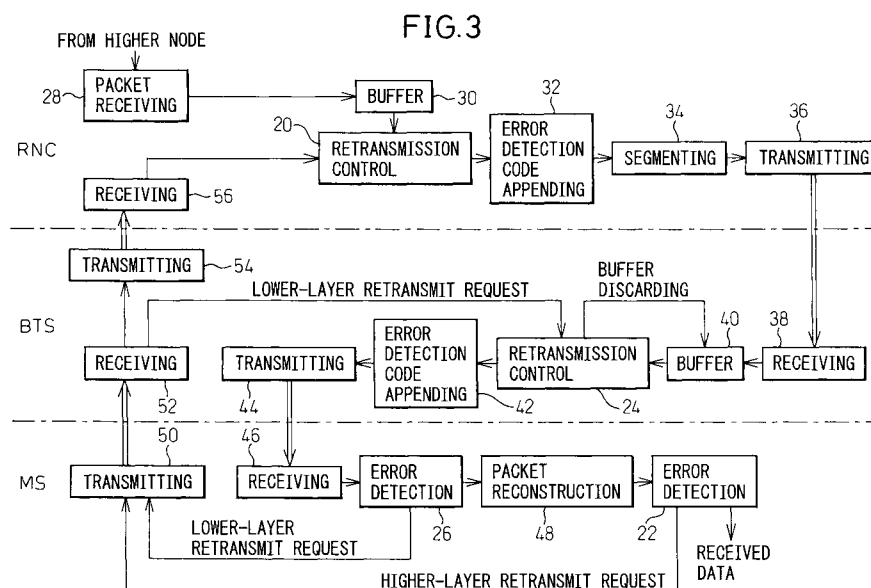 FIG.3
FROM HIGHER NODE
28
PACKET
RECEIVING
BUFFER
30
32
20
RETRANSMISSION
CONTROL
ERROR
DETECTION
CODE
APPENDING
34
SEGMENTING
36
TRANSMITTING
RNC
RECEIVING
56
TRANSMITTING
54
LOWER-LAYER RETRANSMIT REQUEST
BUFFER
DISCARDING
BTS
RECEIVING
52
TRANSMITTING
44
ERROR
DETECTION
CODE
APPENDING
42
RETRANSMISSION
CONTROL
24
40
BUFFER
38
RECEIVING
50
MS
TRANSMITTING
46
RECEIVING
ERROR
DETECTION
26
PACKET
RECONSTRUCTION
48
ERROR
DETECTION
22
LOWER-LAYER
RETRANSMIT REQUEST
RECEIVED
DATA
HIGHER-LAYER RETRANSMIT REQUEST